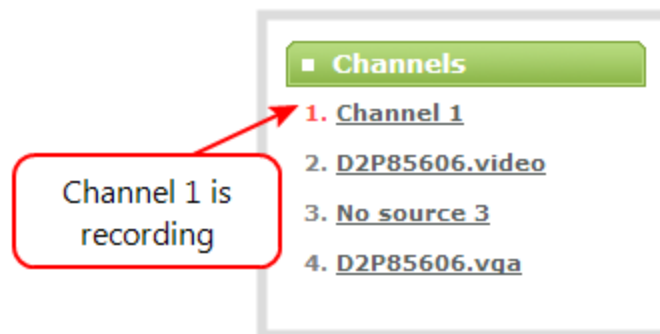 Channels
1. Channel 1
2. D2P85606.video
3. No source 3
4. D2P85606.vga
Channel 1 is
recording